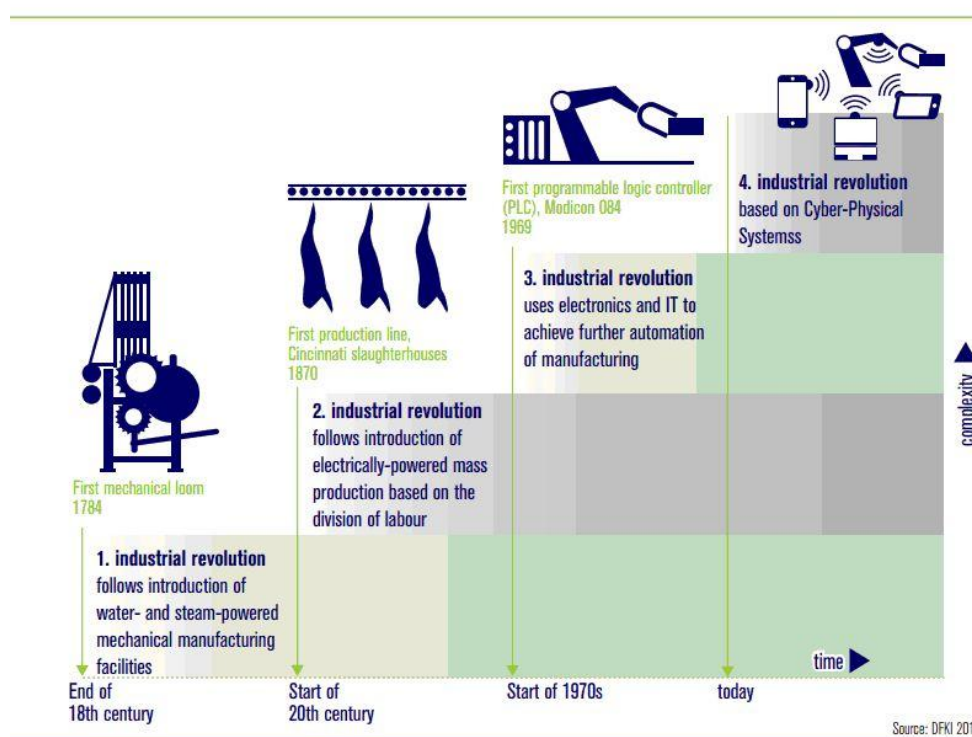 4. industrial revolution
based on Cyber-Physical
Systemss
First programmable logic controller
(PLC), Modicon 084
1969
3. industrial revolution
uses electronics and IT to
achieve further automation
of manufacturing
First production line,
Cincinnati slaughterhouses
1870
2. industrial revolution
follows introduction of
electrically-powered mass
production based on the
division of labour
First mechanical loom
1784
1. industrial revolution
follows introduction of
water- and steam-powered
mechanical manufacturing
facilities
complexity
time
End of
18th century
Start of
20th century
Start of 1970s
today
Source: DFKI